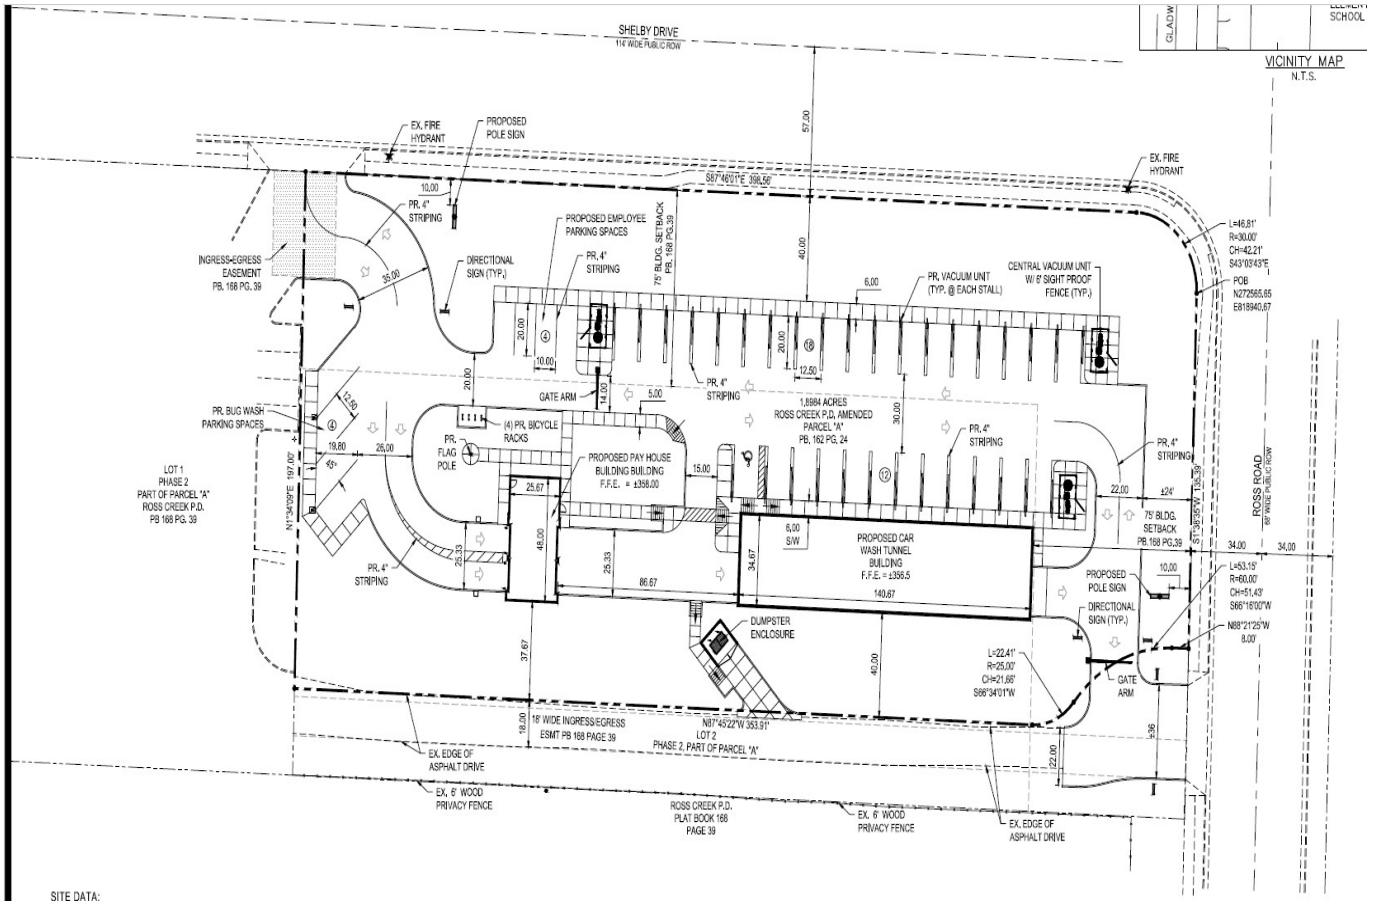 SHELBY DRIVE
114' WIDE PUBLIC ROW
GLADW
SCHOOL
VICINITY MAP
N.T.S.
57.00
EX. FIRE
HYDRANT
PROPOSED
POLE SIGN
EX. FIRE
HYDRANT
S87°46'01"E 398.56'
10.00
PR. 4"
STRIPING
PROPOSED EMPLOYEE
PARKING SPACES
PR. 4"
STRIPING
75' BLDG. SETBACK
PB. 168 PG.39
40.00
L=46.81'
R=30.00'
CH=42.21'
S43°03'43"E
POB
N272565.65
E818940.67
INGRESS-EGRESS
EASEMENT
PB. 168 PG. 39
35.00
DIRECTIONAL
SIGN (TYP.)
6.00
PR. VACUUM UNIT
(TYP. @ EACH STALL)
CENTRAL VACUUM UNIT
W/ 6' SIGHT PROOF
FENCE (TYP.)
20.00
4
10.00
20.00
18
12.50
20.00
GATE ARM
14.00
5.00
PR. 4"
STRIPING
30.00
1.8984 ACRES
ROSS CREEK P.D. AMENDED
PARCEL "A"
PB. 162 PG. 24
PR. BUG WASH
PARKING SPACES
12.50
4
19.80
26.00
45°
PR.
FLAG
POLE
(4) PR. BICYCLE
RACKS
PR. 4"
STRIPING
PR. 4"
STRIPING
LOT 1
PHASE 2
PART OF PARCEL "A"
ROSS CREEK P.D.
PB 168 PG. 39
N1°34'09"E 197.00'
PROPOSED PAY HOUSE
BUILDING BUILDING
F.F.E. = ±358.00
25.67
48.00
15.00
12
22.00
±24'
75' BLDG.
SETBACK
PB.168 PG.39
S1°38'35"W 135.39'
ROSS ROAD
68' WIDE PUBLIC ROW
6.00
S/W
PROPOSED CAR
WASH TUNNEL
BUILDING
F.F.E. = ±356.5
34.67
140.67
34.00
34.00
PR. 4"
STRIPING
25.33
25.33
86.67
PROPOSED
POLE SIGN
10.00
DIRECTIONAL
SIGN (TYP.)
L=53.15'
R=60.00'
CH=51.43'
S66°16'00"W
N88°21'25"W
8.00'
DUMPSTER
ENCLOSURE
37.67
40.00
L=22.41'
R=25.00'
CH=21.66'
S66°34'01"W
GATE
ARM
18.00
18' WIDE INGRESS/EGRESS
ESMT PB 168 PAGE 39
N87°45'22"W 353.91'
LOT 2
PHASE 2, PART OF PARCEL "A"
±36
22.00
EX. EDGE OF
ASPHALT DRIVE
EX. 6' WOOD
PRIVACY FENCE
ROSS CREEK P.D.
PLAT BOOK 168
PAGE 39
EX. 6' WOOD
PRIVACY FENCE
EX. EDGE OF
ASPHALT DRIVE
SITE DATA: